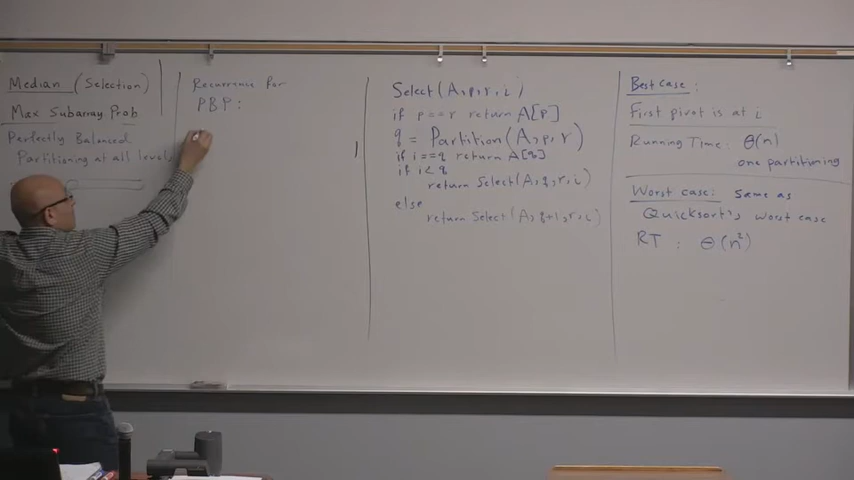 Median (Selection)
Max Subarray Prob
Perfectly Balanced
Partitioning at all level
Recurrence For
PBP:
Select(A,p,r,i)
if p==r return A[p]
q = Partition(A,p,r)
if i==q return A[q]
if i<q
return Select(A,q,r,i)
else
return Select(A,q+1,r,i)
Best case:
First pivot is at i
Running Time: Θ(n)
one partitioning
Worst case: same as
Quicksort's worst case
RT : Θ(n²)